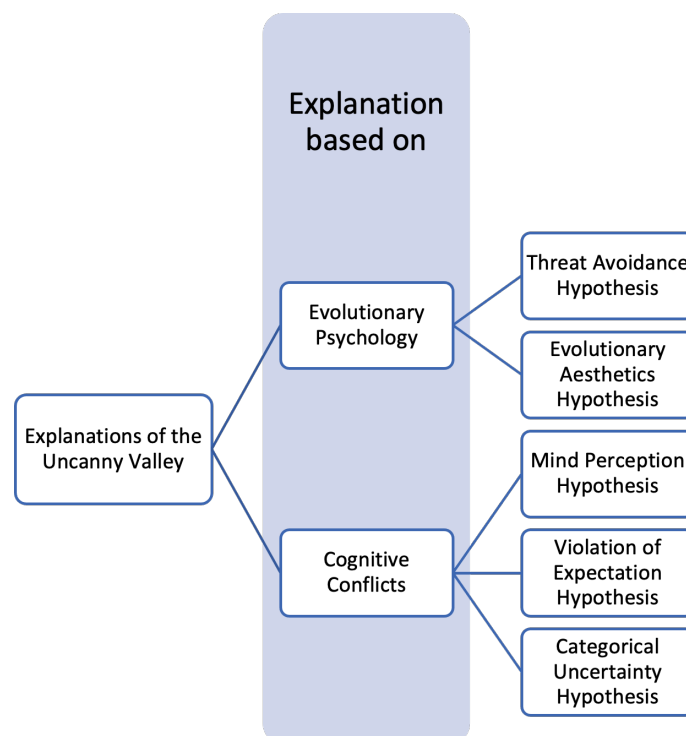 Explanation
based on
Threat Avoidance
Hypothesis
Evolutionary
Psychology
Evolutionary
Aesthetics
Hypothesis
Explanations of the
Uncanny Valley
Mind Perception
Hypothesis
Cognitive
Conflicts
Violation of
Expectation
Hypothesis
Categorical
Uncertainty
Hypothesis